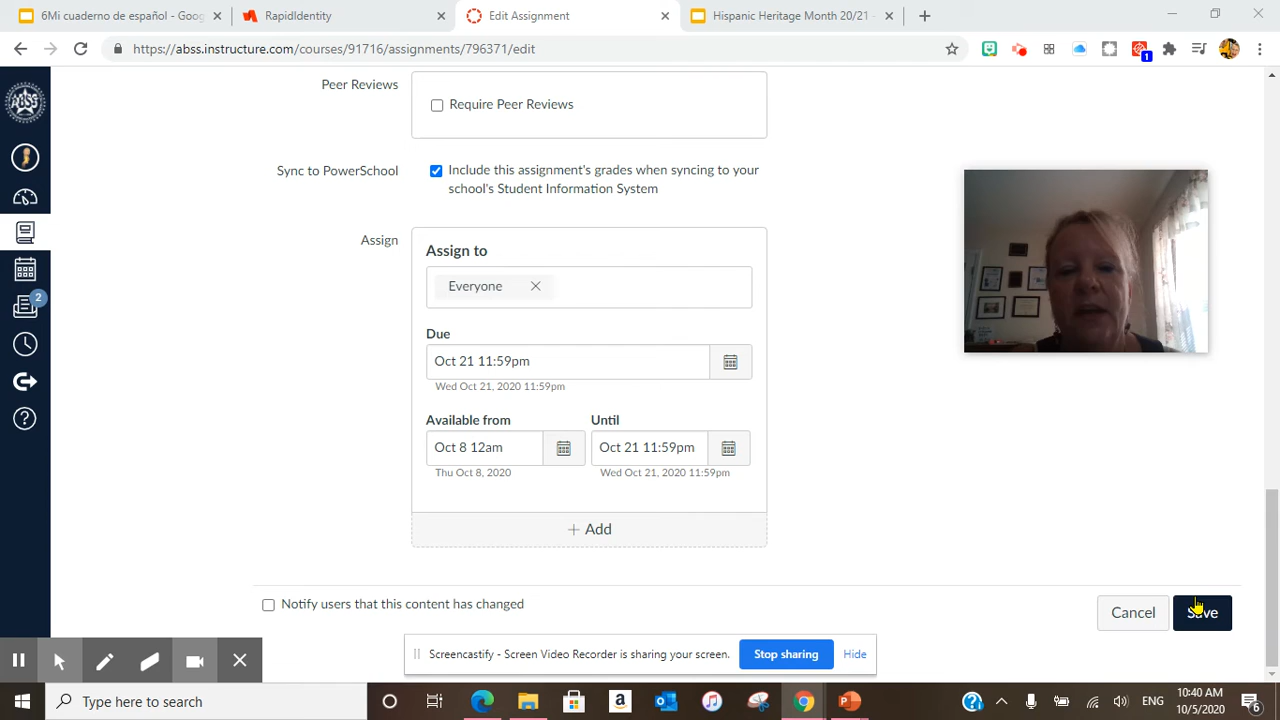 6Mi cuaderno de español - Goog
RapidIdentity
Edit Assignment
Hispanic Heritage Month 20/21 -
https://abss.instructure.com/courses/91716/assignments/796371/edit
1
ABSS
Peer Reviews
Require Peer Reviews
Sync to PowerSchool
Include this assignment's grades when syncing to your
school's Student Information System
Assign
Assign to
Everyone
2
Due
Oct 21 11:59pm
Wed Oct 21, 2020 11:59pm
Available from
Until
Oct 8 12am
Oct 21 11:59pm
Thu Oct 8, 2020
Wed Oct 21, 2020 11:59pm
+ Add
Notify users that this content has changed
Cancel
Save
Screencastify - Screen Video Recorder is sharing your screen.
Stop sharing
Hide
Type here to search
ENG
10:40 AM
10/5/2020
6